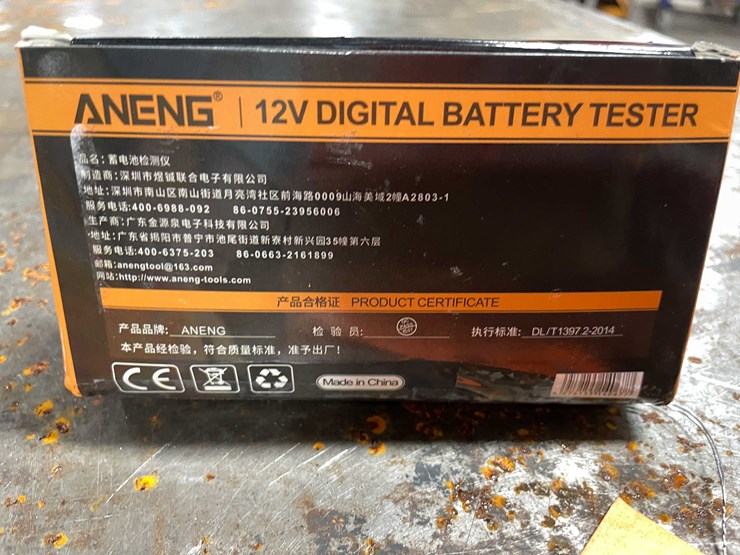 ANENG® | 12V DIGITAL BATTERY TESTER
品名:蓄电池检测仪
制造商:深圳市煜铖联合电子有限公司
地址:深圳市南山区南山街道月亮湾社区前海路0009山海美域2幢A2803-1
服务电话:400-6988-092 86-0755-23956006
生产商:广东金源泉电子科技有限公司
地址:广东省揭阳市普宁市池尾街道新寮村新兴园35幢第六层
服务电话:400-6375-203 86-0663-2161899
邮箱:anengtool@163.com
网站:http://www.aneng-tools.com
产品合格证 PRODUCT CERTIFICATE
产品品牌: ANENG 检 验 员: 执行标准: DL/T1397.2-2014
本产品经检验,符合质量标准,准予出厂!
CE Made in China